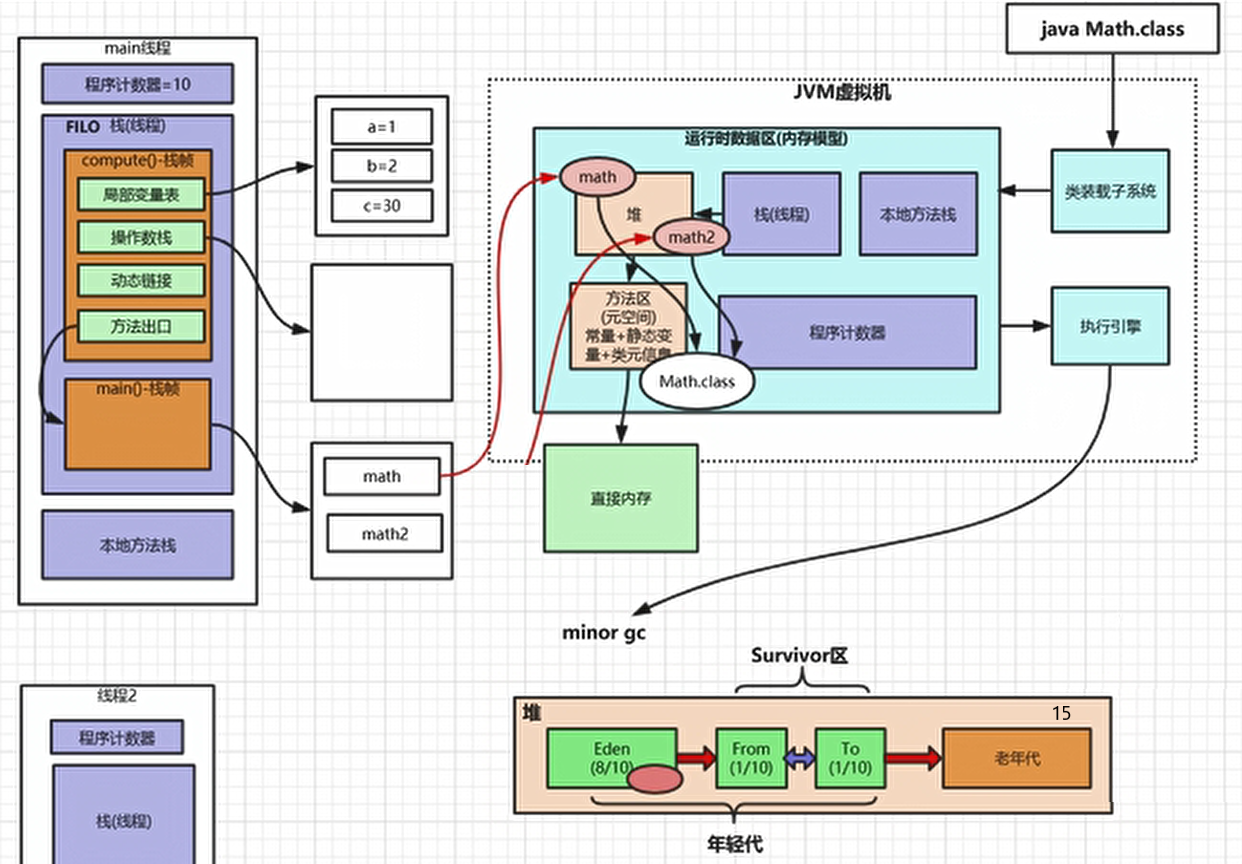 java Math.class
main线程
程序计数器=10
FILO 栈(线程)
compute()-栈帧
局部变量表
操作数栈
动态链接
方法出口
main()-栈帧
本地方法栈
a=1
b=2
c=30
math
math2
JVM虚拟机
运行时数据区(内存模型)
math
堆
math2
栈(线程)
本地方法栈
方法区
(元空间)
常量+静态变
量+类元信息
Math.class
程序计数器
类装载子系统
执行引擎
直接内存
minor gc
Survivor区
堆
15
Eden
(8/10)
From
(1/10)
To
(1/10)
老年代
年轻代
线程2
程序计数器
栈(线程)